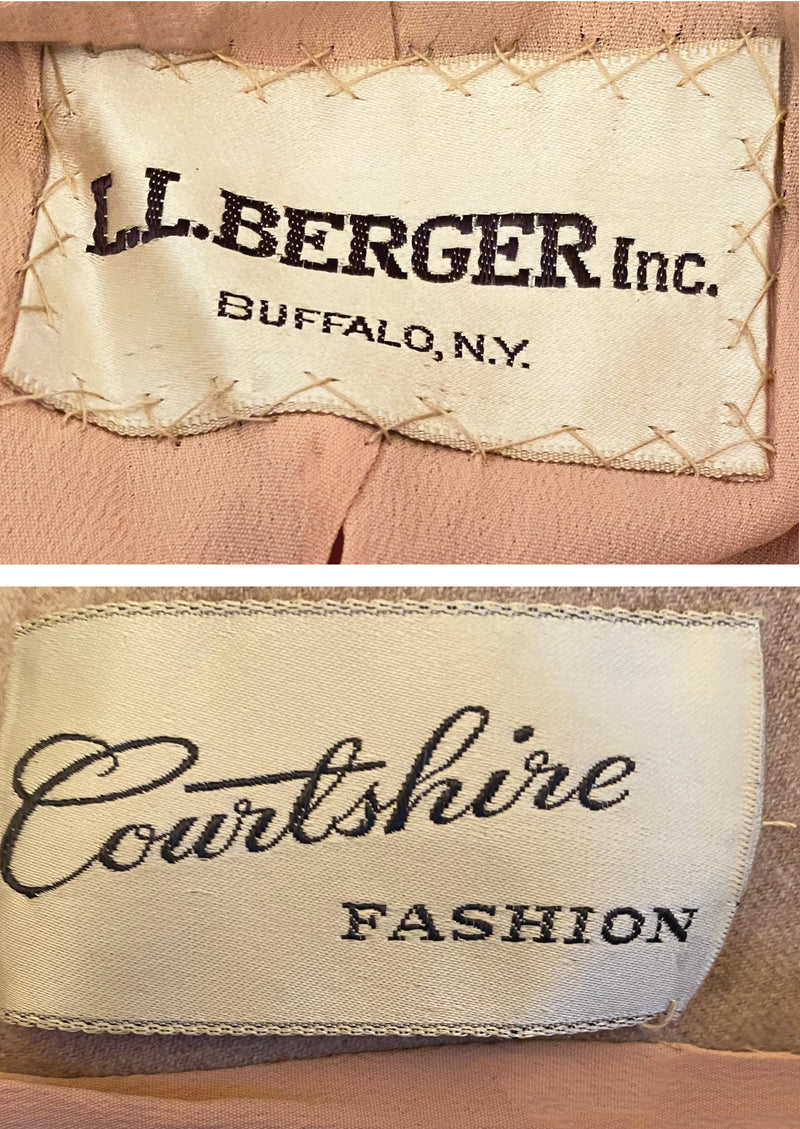 L.L.BERGER Inc.
BUFFALO, N.Y.
Courtshire
FASHION